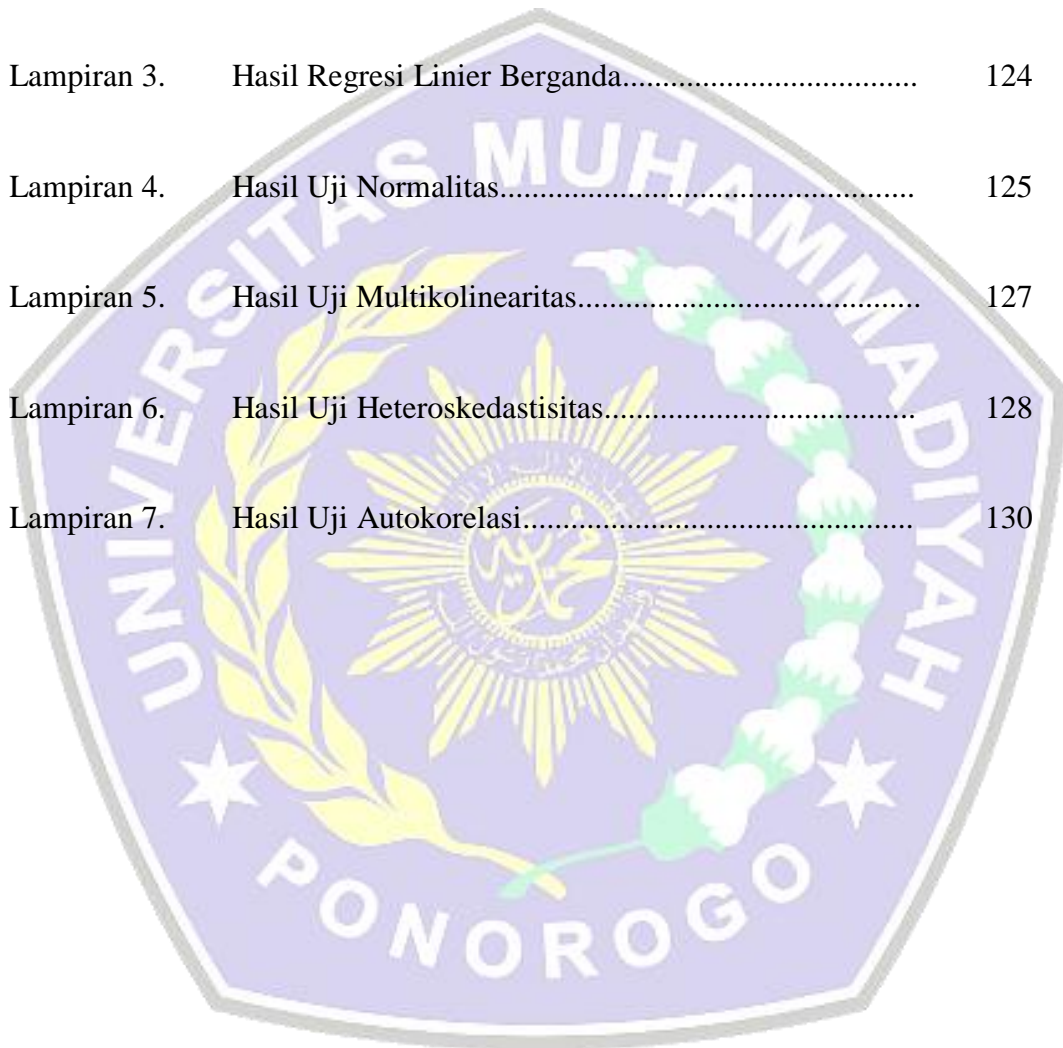 Lampiran 3. Hasil Regresi Linier Berganda..................................... 124
Lampiran 4. Hasil Uji Normalitas.................................................... 125
Lampiran 5. Hasil Uji Multikolinearitas........................................... 127
Lampiran 6. Hasil Uji Heteroskedastisitas.......................................... 128
Lampiran 7. Hasil Uji Autokorelasi................................................. 130
UNIVERSITAS MUHAMMADIYAH
PONOROGO